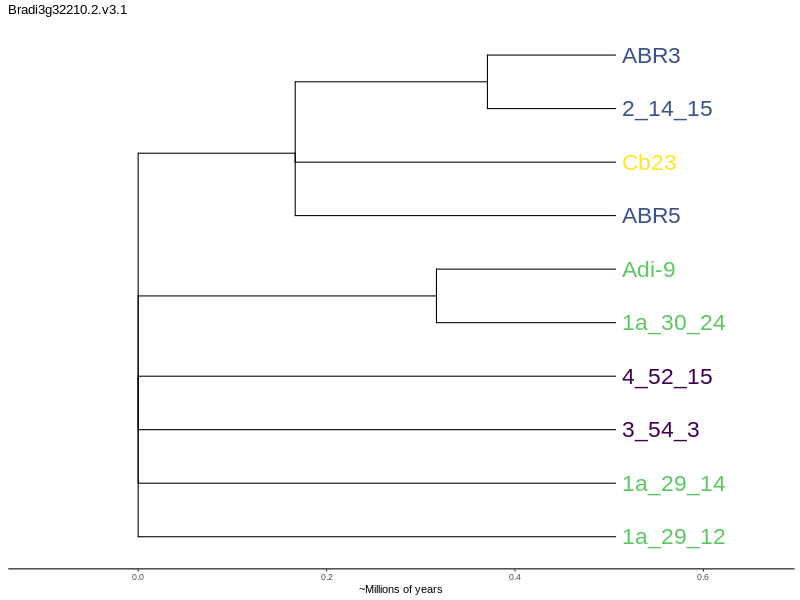 Bradi3g32210.2.v3.1
ABR3
2_14_15
Cb23
ABR5
Adi-9
1a_30_24
4_52_15
3_54_3
1a_29_14
1a_29_12
0.0 0.2 0.4 0.6
~Millions of years